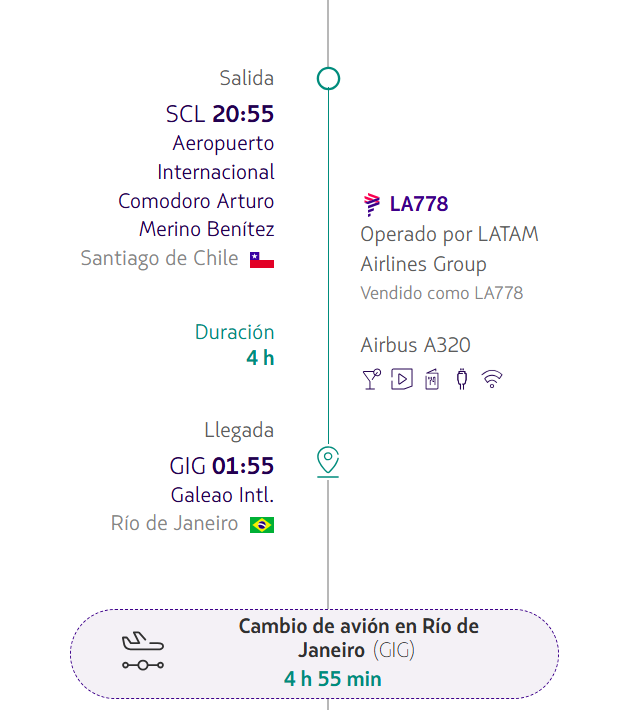 Salida
SCL 20:55
Aeropuerto
Internacional
Comodoro Arturo
Merino Benítez
Santiago de Chile
LA778
Operado por LATAM
Airlines Group
Vendido como LA778
Duración
4 h
Airbus A320
Llegada
GIG 01:55
Galeao Intl.
Río de Janeiro
Cambio de avión en Río de
Janeiro (GIG)
4 h 55 min